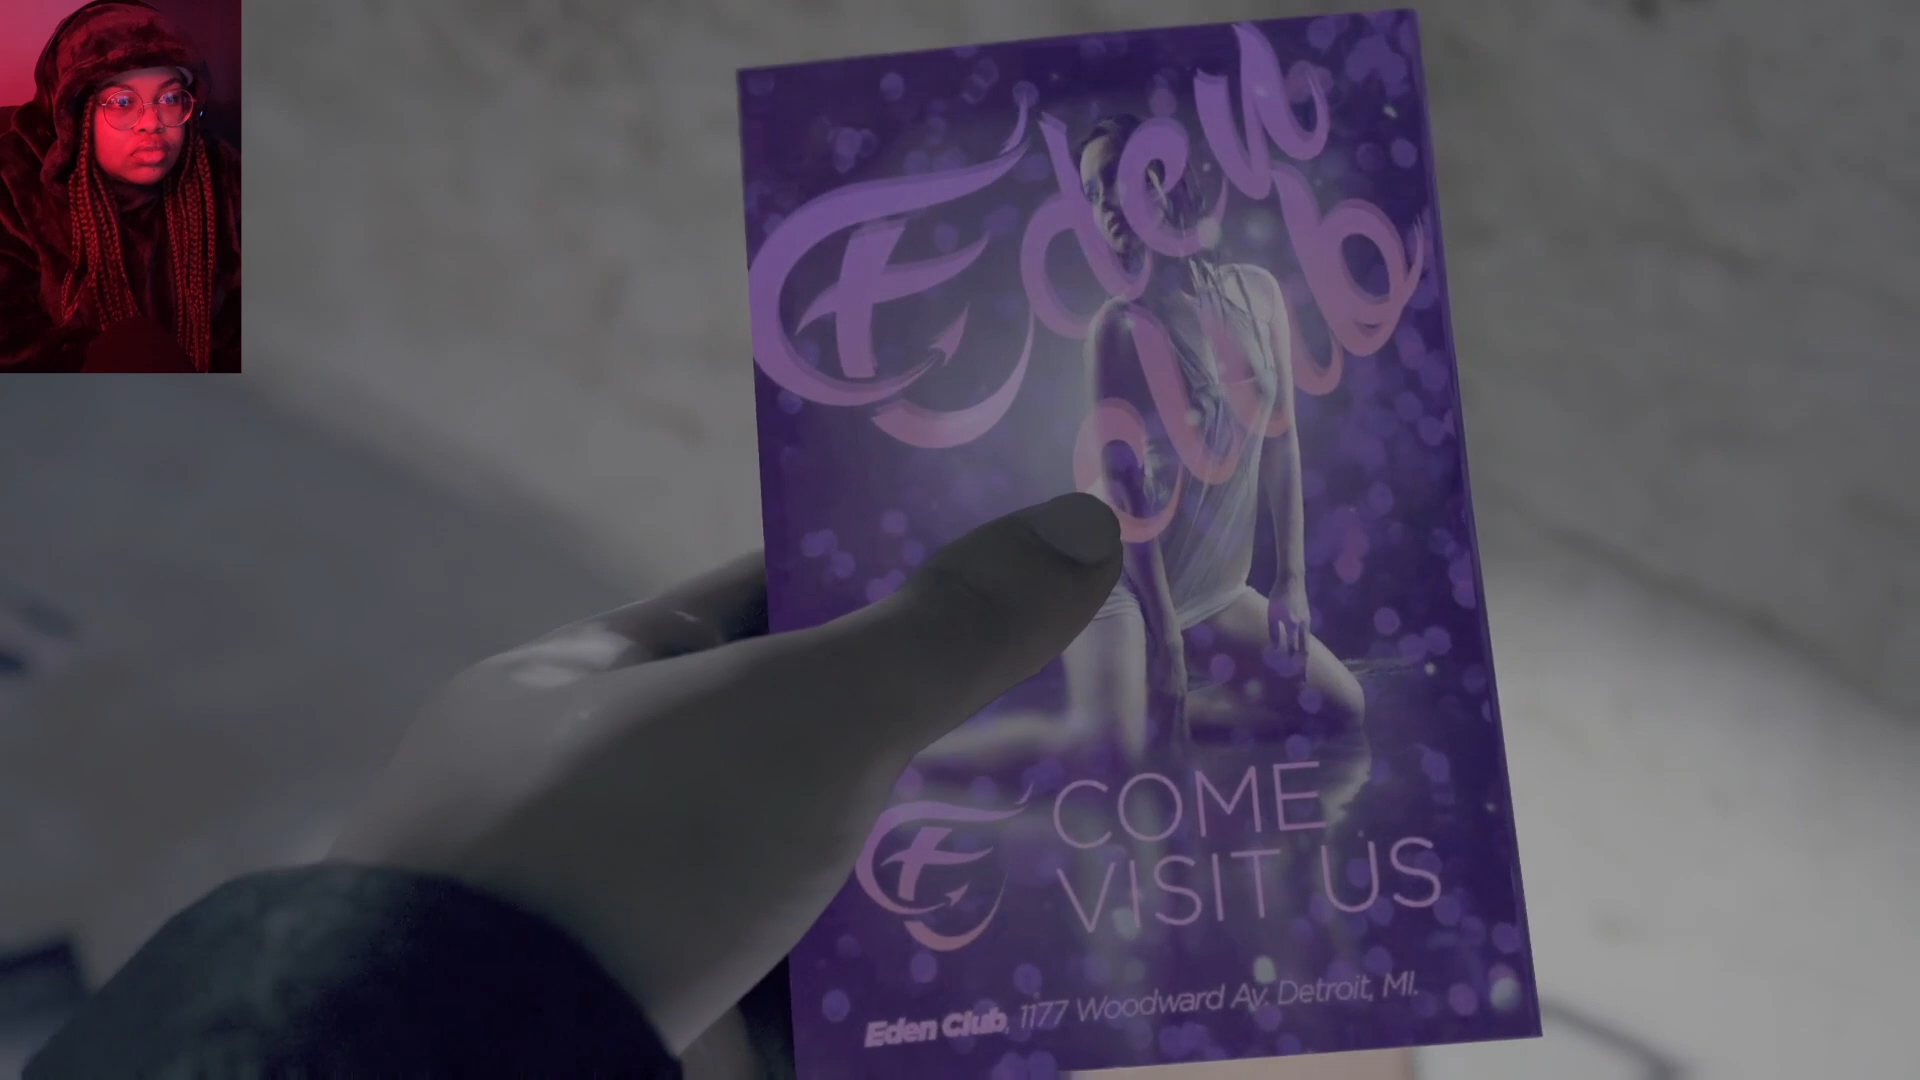 Eden
Club
COME
VISIT US
Eden Club, 1177 Woodward Av. Detroit, MI.